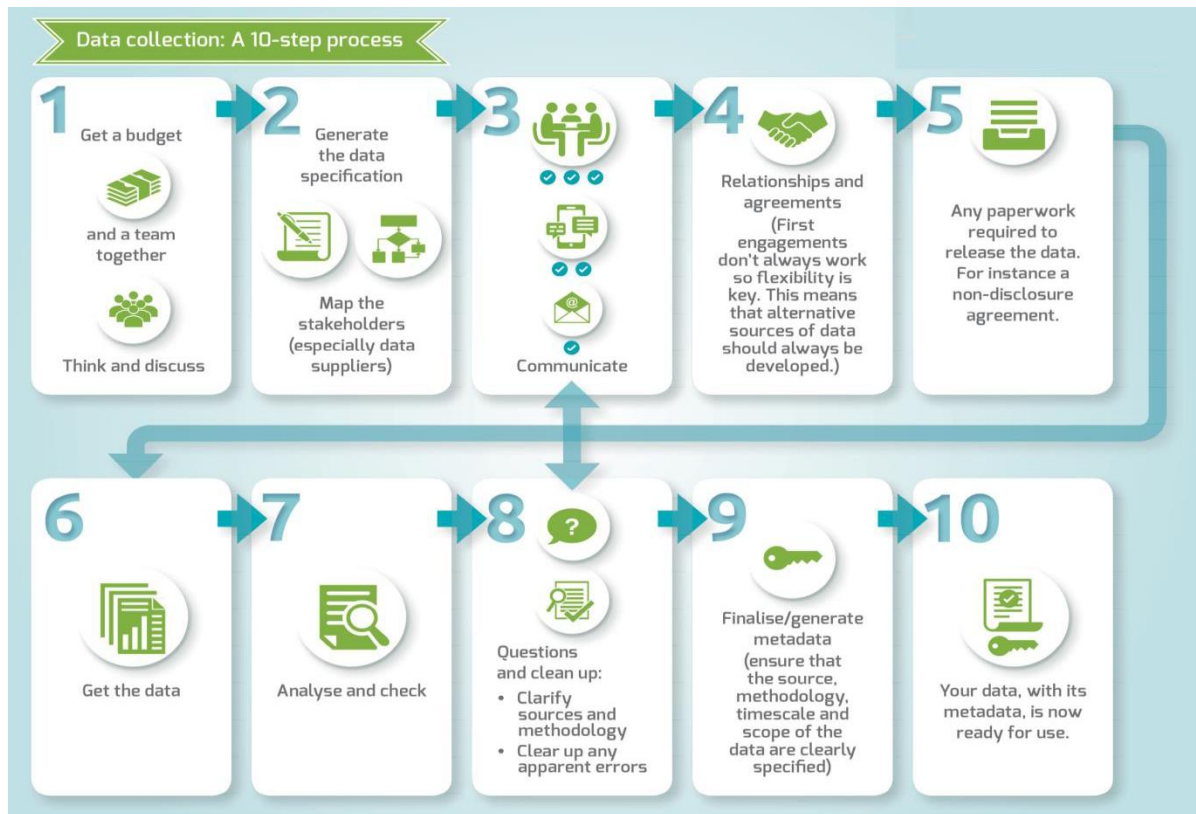 Data collection: A 10-step process
1
Get a budget
and a team
together
Think and discuss
2
Generate
the data
specification
Map the
stakeholders
(especially data
suppliers)
3
@
Communicate
4
Relationships and
agreements
(First
engagements
don't always work
so flexibility is
key. This means
that alternative
sources of data
should always be
developed.)
5
Any paperwork
required to
release the data.
For instance a
non-disclosure
agreement.
6
Get the data
7
Analyse and check
8
?
Questions
and clean up:
• Clarify
sources and
methodology
• Clear up any
apparent errors
9
Finalise/generate
metadata
(ensure that
the source,
methodology,
timescale and
scope of the
data are clearly
specified)
10
Your data, with its
metadata, is now
ready for use.